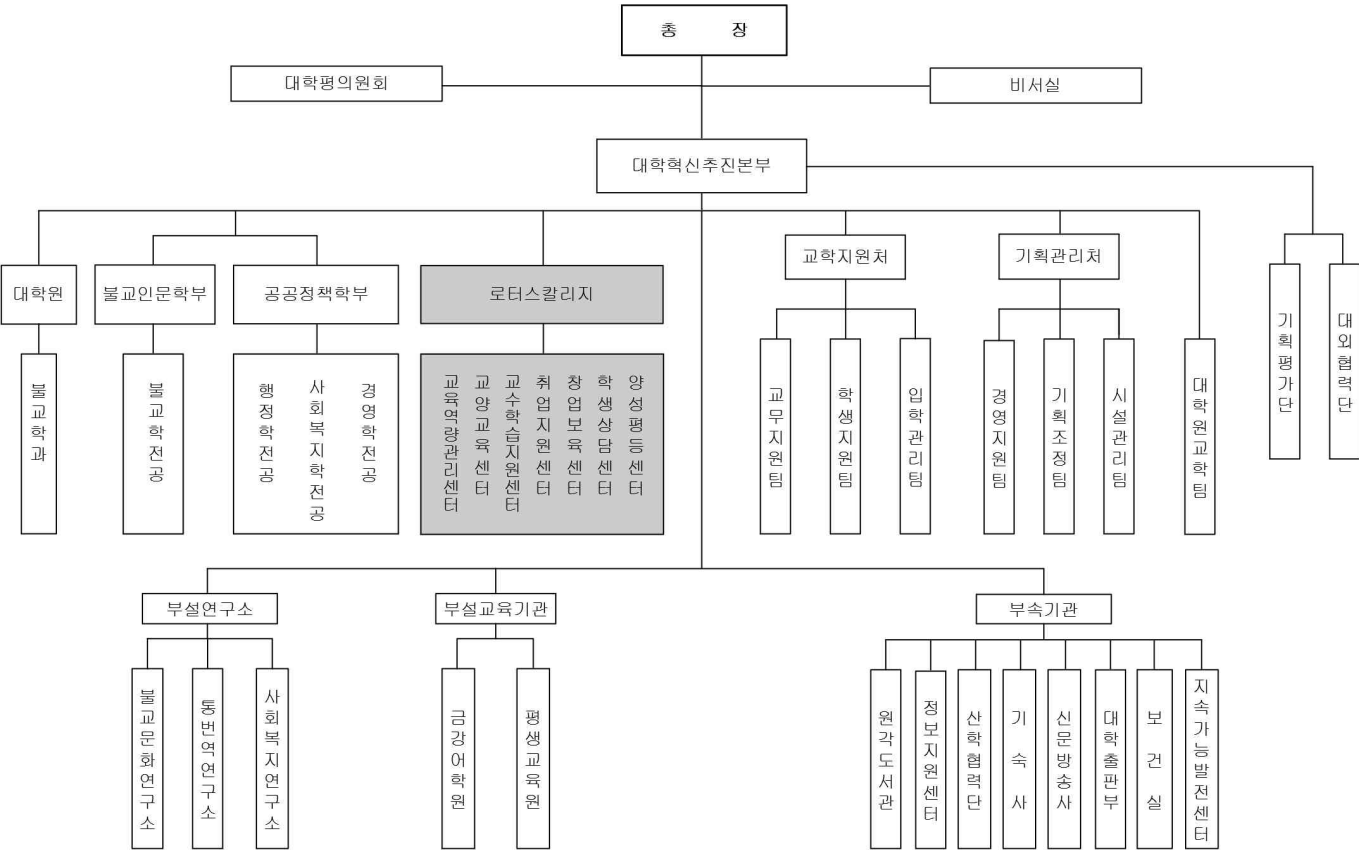 총 장
대학평의원회
비서실
대학혁신추진본부
교학지원처
기획관리처
대학원
불교인문학부
공공정책학부
로터스칼리지
기획평가단
대외협력단
불교학과
불교학전공
행정학전공
사회복지학전공
경영학전공
교육역량관리센터
교양교육센터
교수학습지원센터
취업지원센터
창업보육센터
학생상담센터
양성평등센터
교무지원팀
학생지원팀
입학관리팀
경영지원팀
기획조정팀
시설관리팀
대학원교학팀
부설연구소
부설교육기관
부속기관
불교문화연구소
통번역연구소
사회복지연구소
금강어학원
평생교육원
원각도서관
정보지원센터
산학협력단
기숙사
신문방송사
대학출판부
보건실
지속가능발전센터